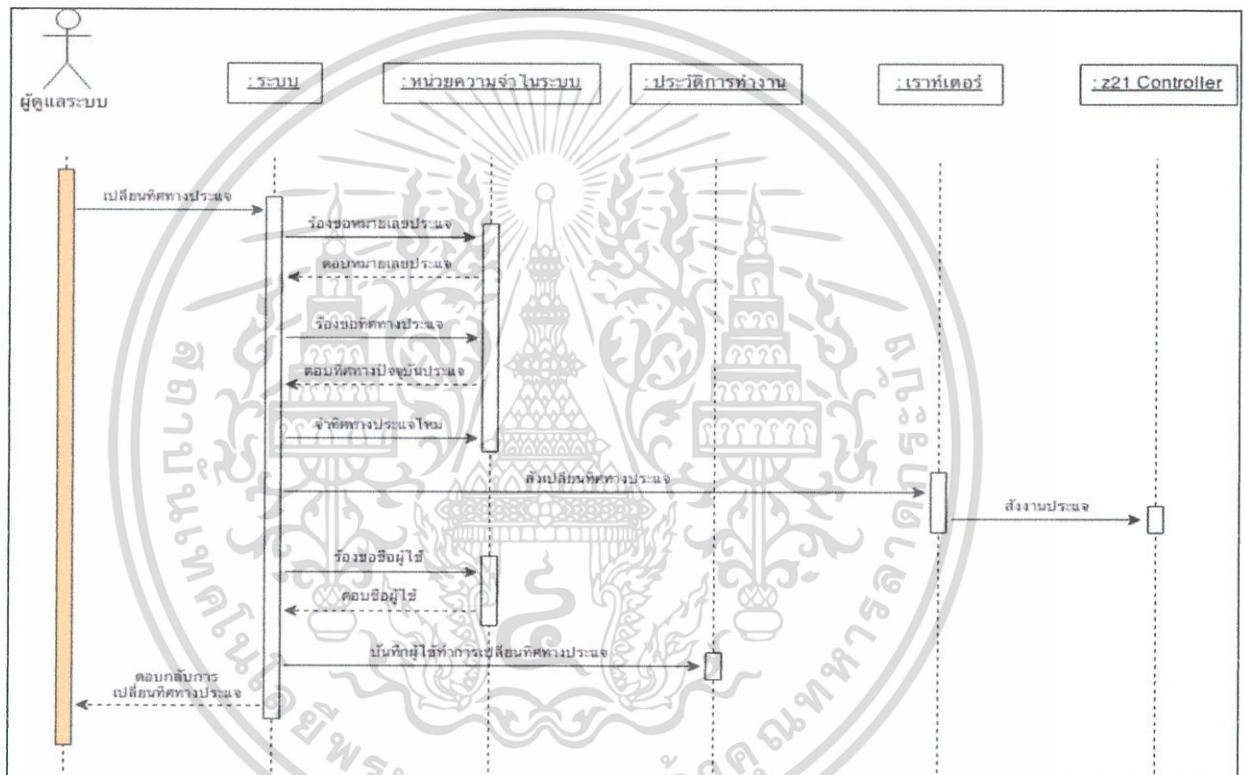 ผู้ดูแลระบบ
: ระบบ
: หน่วยความจำในระบบ
: ประวัติการทำงาน
: เราท์เตอร์
: z21 Controller
เปลี่ยนทิศทางประแจ
ร้องขอหมายเลขประแจ
ตอบหมายเลขประแจ
ร้องขอทิศทางประแจ
ตอบทิศทางปัจจุบันประแจ
จำทิศทางประแจใหม่
สั่งเปลี่ยนทิศทางประแจ
สั่งงานประแจ
ร้องขอชื่อผู้ใช้
ตอบชื่อผู้ใช้
บันทึกผู้ใช้ทำการเปลี่ยนทิศทางประแจ
ตอบกลับการ
เปลี่ยนทิศทางประแจ